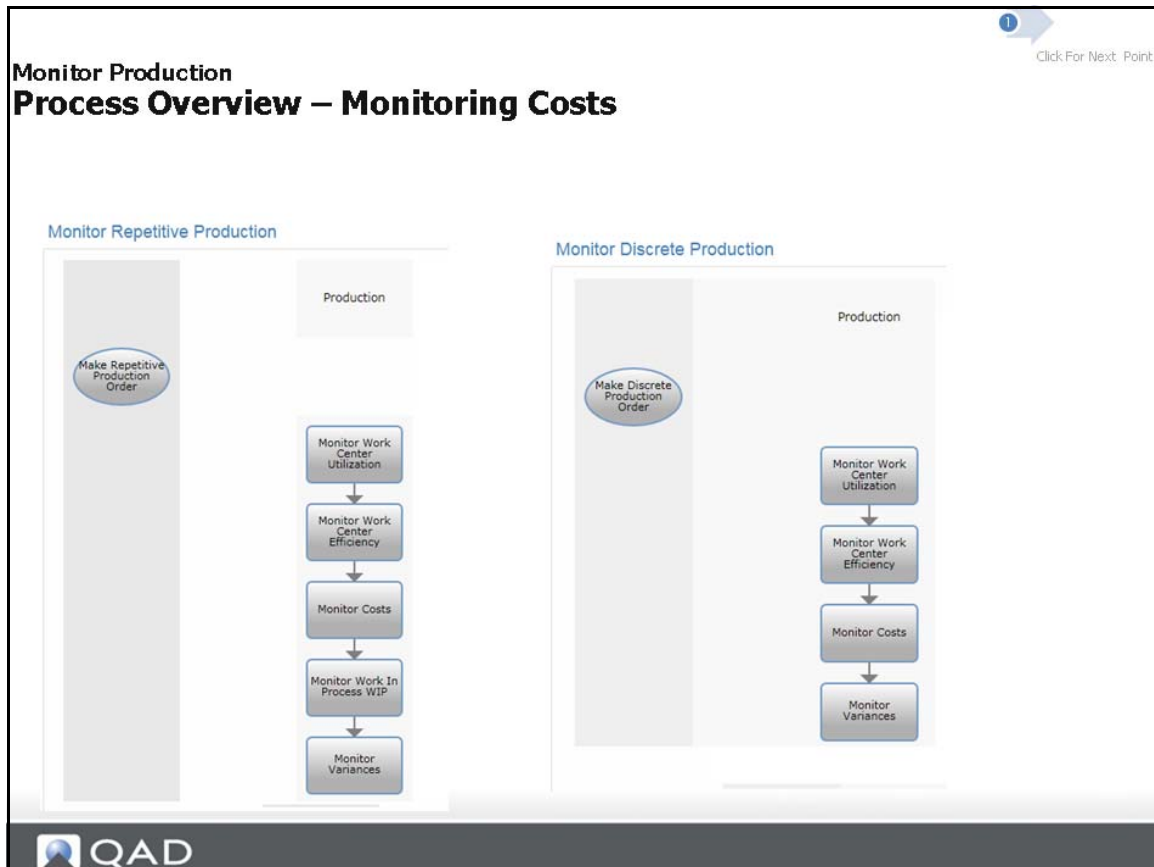 1
Click For Next Point
Monitor Production
Process Overview – Monitoring Costs
Monitor Repetitive Production
Production
Make Repetitive
Production
Order
Monitor Work
Center
Utilization
Monitor Work
Center
Efficiency
Monitor Costs
Monitor Work In
Process WIP
Monitor
Variances
Monitor Discrete Production
Production
Make Discrete
Production
Order
Monitor Work
Center
Utilization
Monitor Work
Center
Efficiency
Monitor Costs
Monitor
Variances
QAD